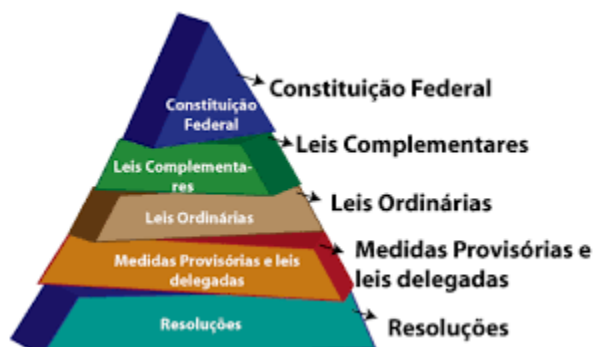 Constituição
Federal
Constituição Federal
Leis Complementa-
res
Leis Complementares
Leis Ordinárias
Leis Ordinárias
Medidas Provisórias e leis
delegadas
Medidas Provisórias e
leis delegadas
Resoluções
Resoluções